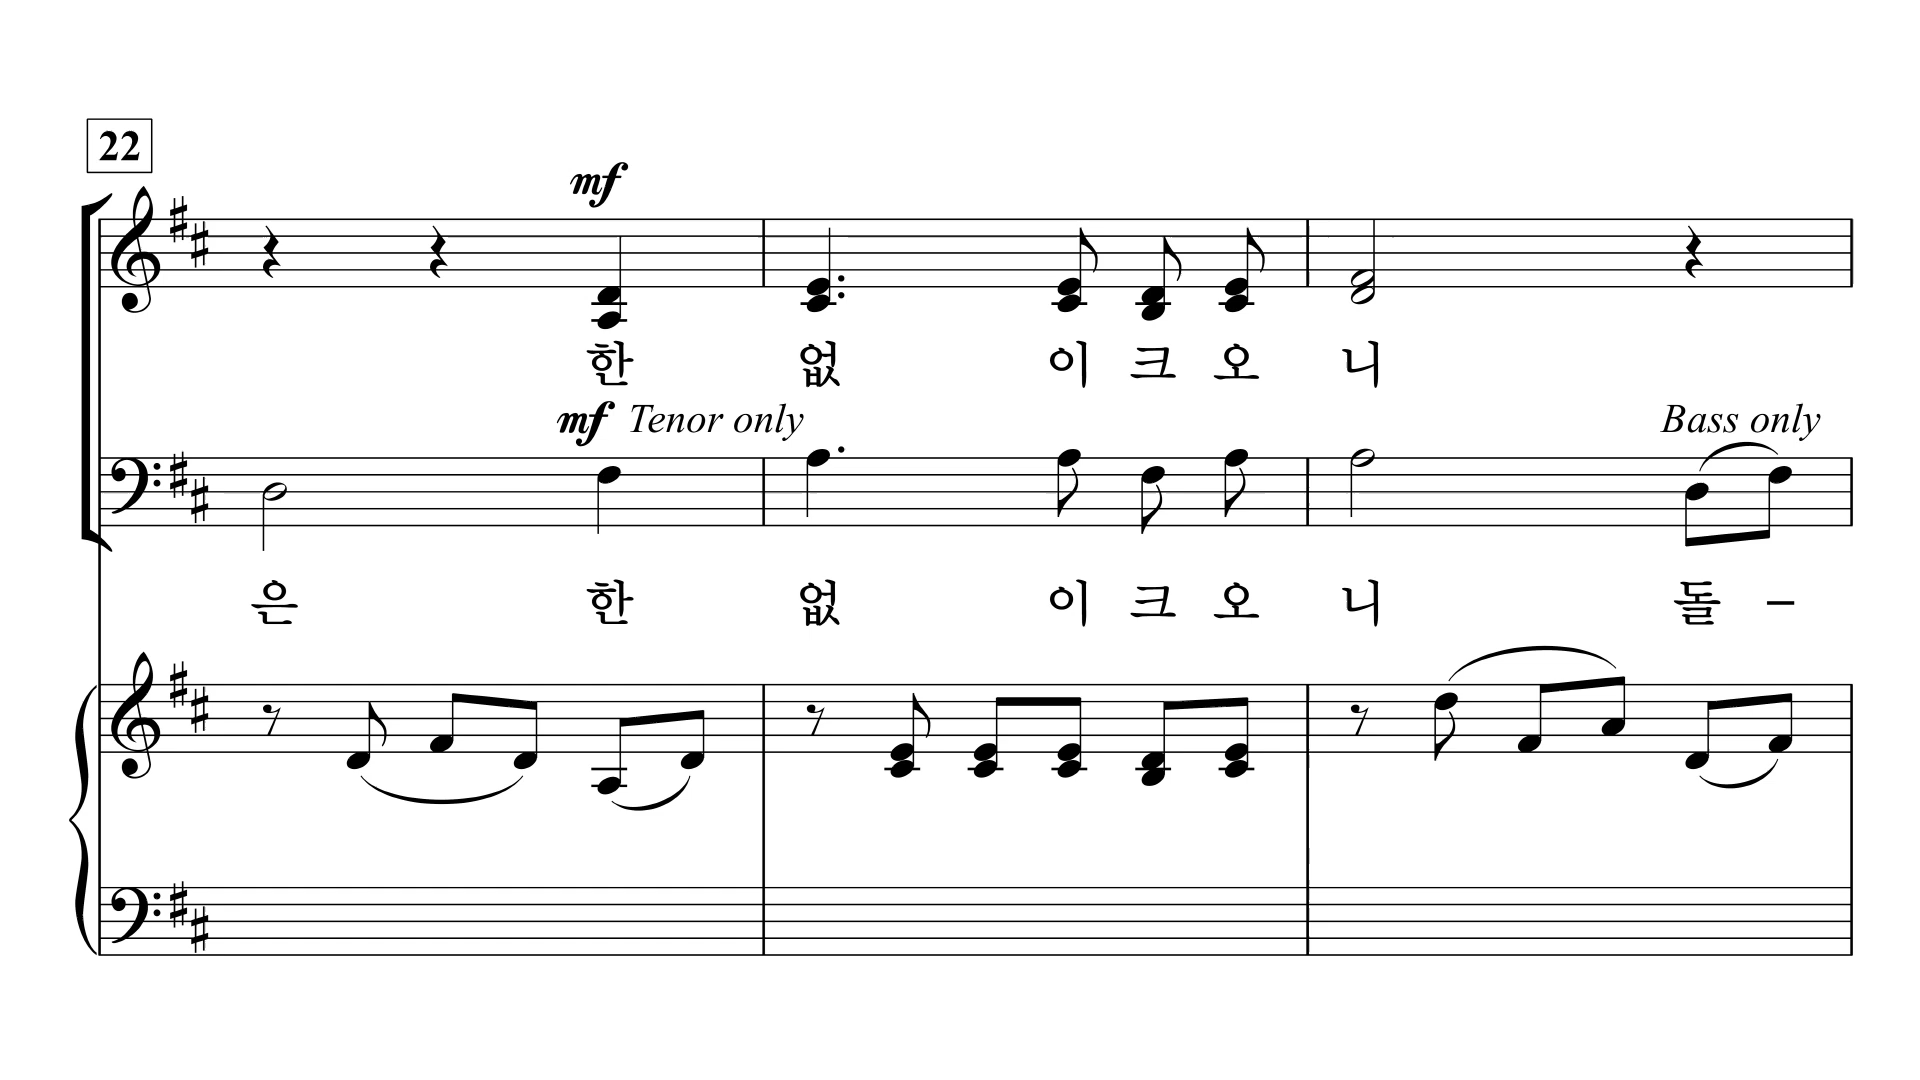 22
mf
한 없 이 크 오 니
mf Tenor only Bass only
은 한 없 이 크 오 니 돌 –